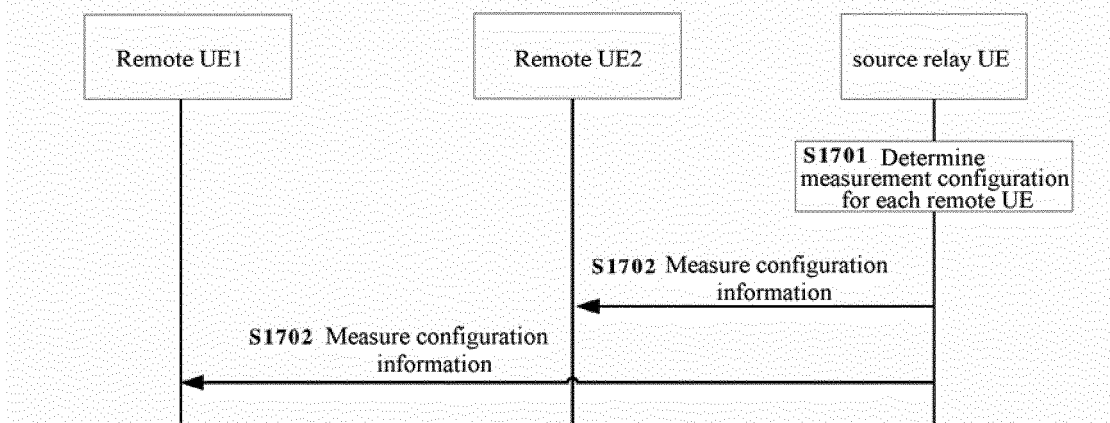 Remote UE1
Remote UE2
source relay UE
S1701 Determine
measurement configuration
for each remote UE
S1702 Measure configuration
information
S1702 Measure configuration
information